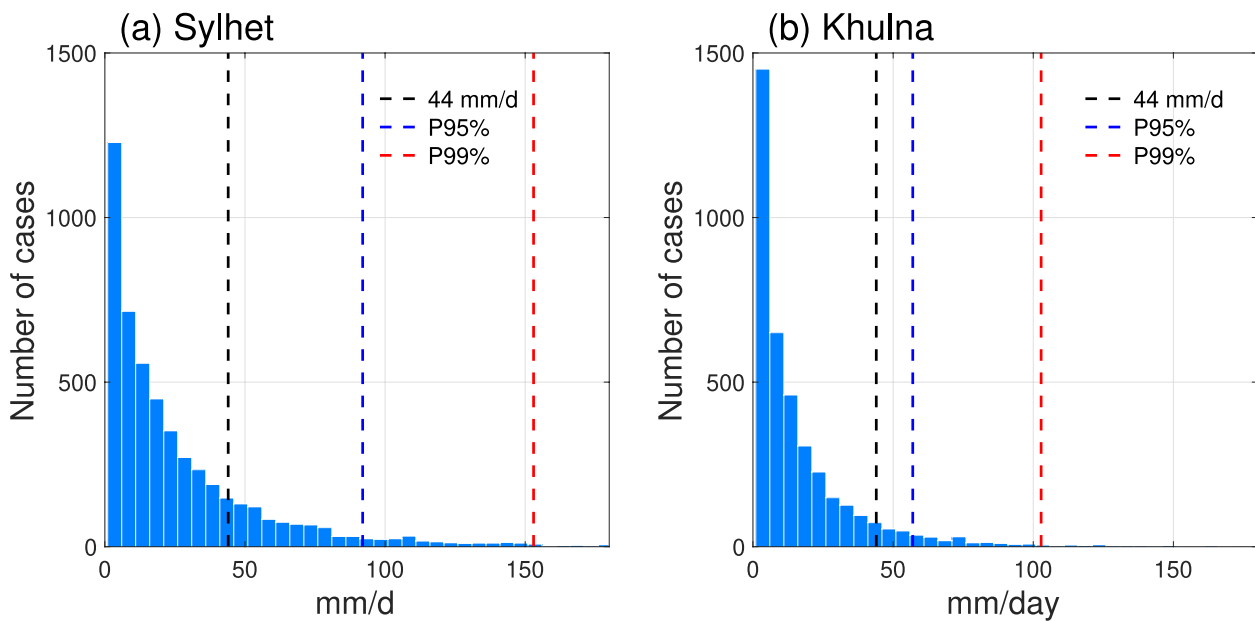 (a) Sylhet
1500
1000
500
0
Number of cases
44 mm/d
P95%
P99%
0 50 100 150
mm/d
(b) Khulna
1500
1000
500
0
Number of cases
44 mm/d
P95%
P99%
0 50 100 150
mm/day